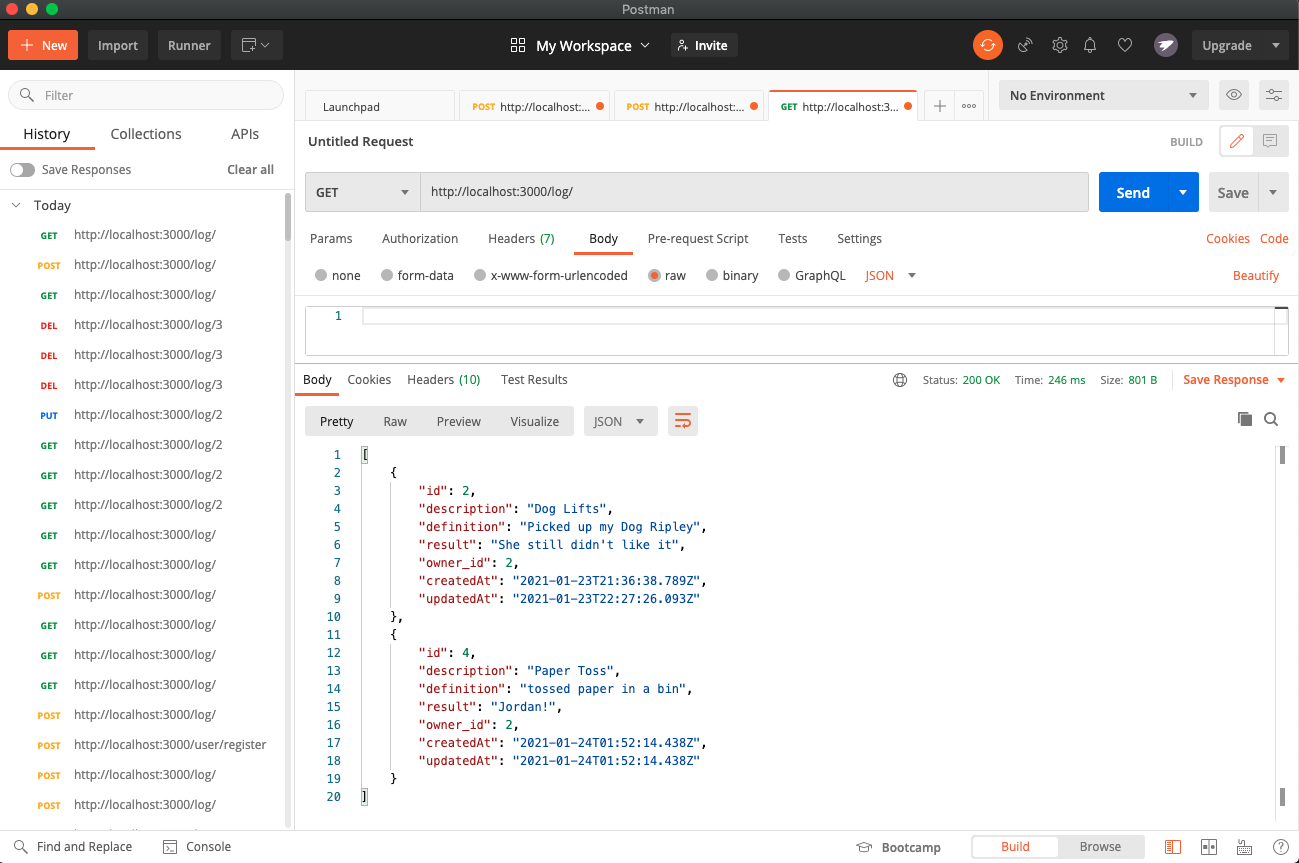 Postman
New
Import
Runner
My Workspace
Invite
Upgrade
Filter
History
Collections
APIs
Save Responses
Clear all
Today
GET http://localhost:3000/log/
POST http://localhost:3000/log/
GET http://localhost:3000/log/
DEL http://localhost:3000/log/3
DEL http://localhost:3000/log/3
DEL http://localhost:3000/log/3
PUT http://localhost:3000/log/2
GET http://localhost:3000/log/2
GET http://localhost:3000/log/2
GET http://localhost:3000/log/2
GET http://localhost:3000/log/
GET http://localhost:3000/log/
POST http://localhost:3000/log/
GET http://localhost:3000/log/
GET http://localhost:3000/log/
GET http://localhost:3000/log/
POST http://localhost:3000/log/
POST http://localhost:3000/user/register
POST http://localhost:3000/log/
POST http://localhost:3000/log/
Launchpad
POST http://localhost:...
POST http://localhost:...
GET http://localhost:3...
No Environment
Untitled Request
BUILD
GET
http://localhost:3000/log/
Send
Save
Params
Authorization
Headers (7)
Body
Pre-request Script
Tests
Settings
Cookies
Code
none
form-data
x-www-form-urlencoded
raw
binary
GraphQL
JSON
Beautify
1
Body
Cookies
Headers (10)
Test Results
Status: 200 OK
Time: 246 ms
Size: 801 B
Save Response
Pretty
Raw
Preview
Visualize
JSON
1 [
2 {
3 "id": 2,
4 "description": "Dog Lifts",
5 "definition": "Picked up my Dog Ripley",
6 "result": "She still didn't like it",
7 "owner_id": 2,
8 "createdAt": "2021-01-23T21:36:38.789Z",
9 "updatedAt": "2021-01-23T22:27:26.093Z"
10 },
11 {
12 "id": 4,
13 "description": "Paper Toss",
14 "definition": "tossed paper in a bin",
15 "result": "Jordan!",
16 "owner_id": 2,
17 "createdAt": "2021-01-24T01:52:14.438Z",
18 "updatedAt": "2021-01-24T01:52:14.438Z"
19 }
20 ]
Find and Replace
Console
Bootcamp
Build
Browse